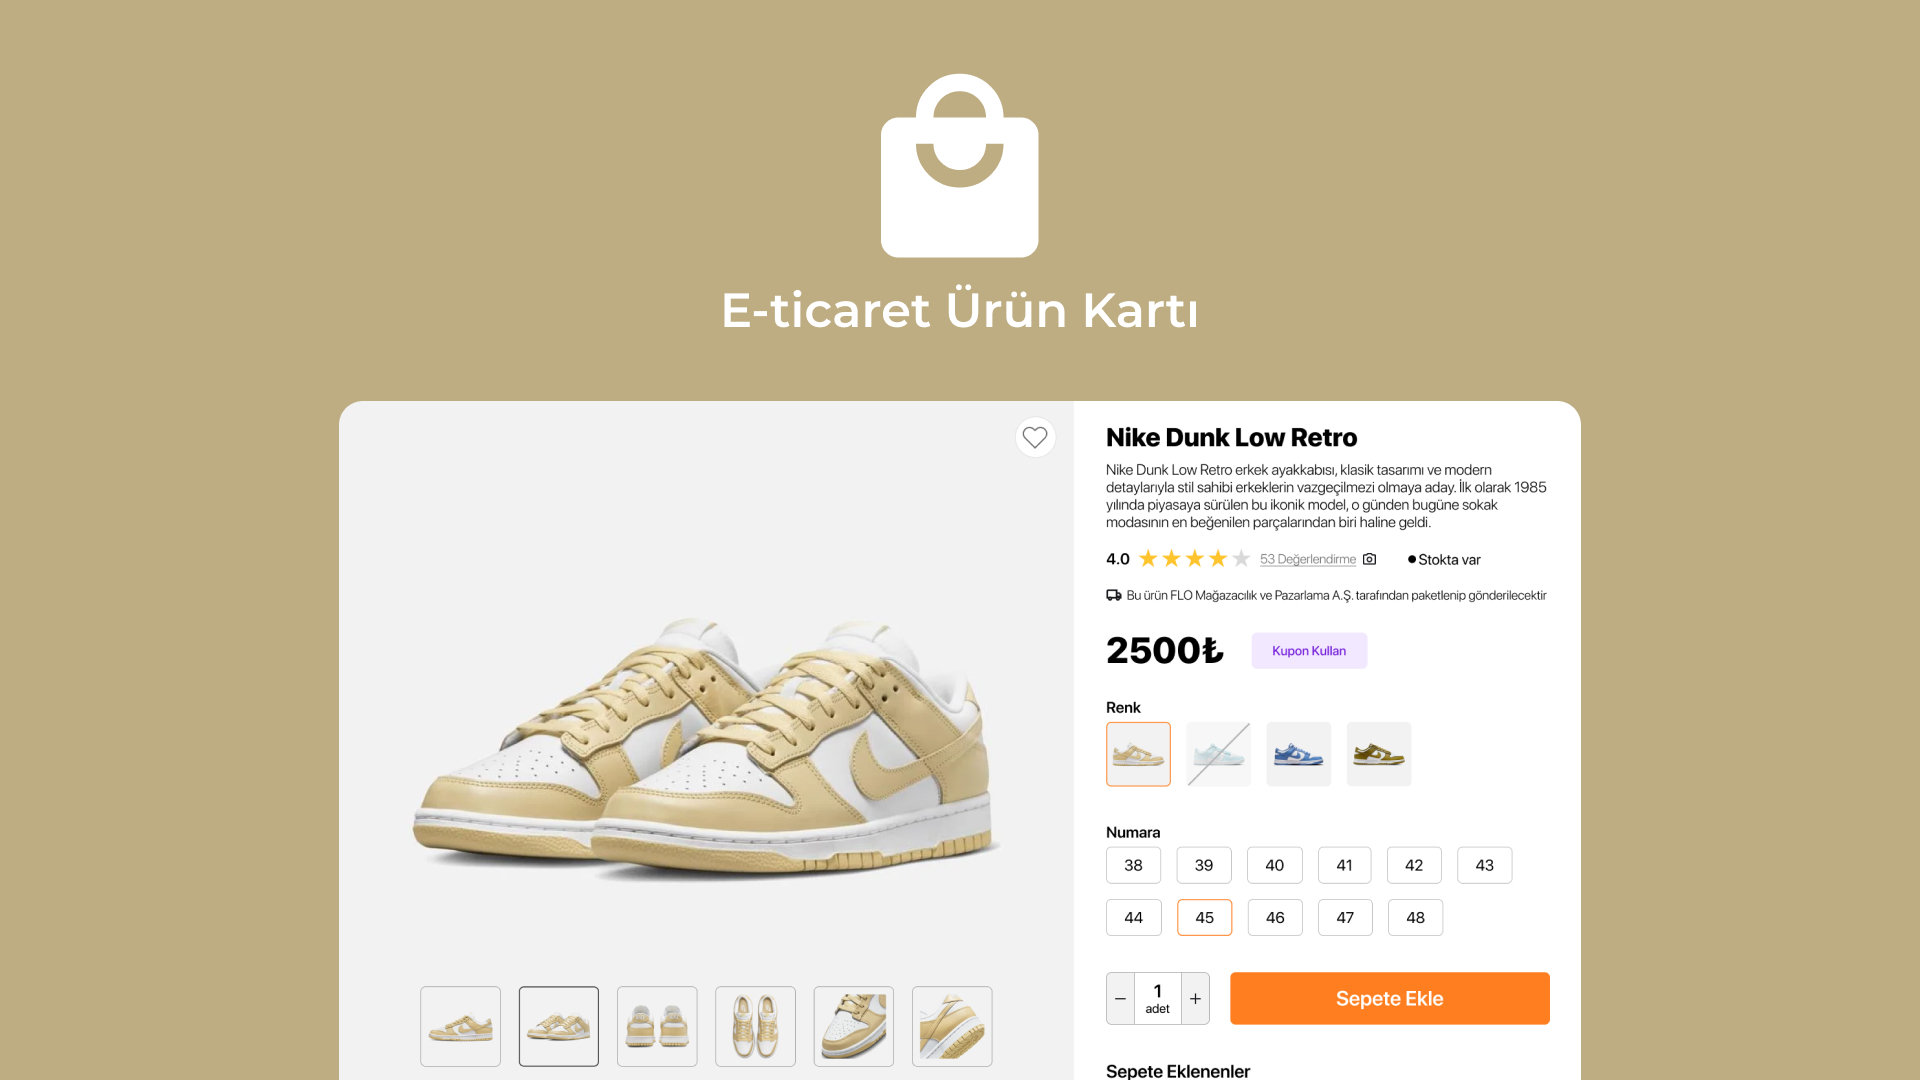 E-ticaret Ürün Kartı
Nike Dunk Low Retro
Nike Dunk Low Retro erkek ayakkabısı, klasik tasarımı ve modern
detaylarıyla stil sahibi erkeklerin vazgeçilmezi olmaya aday. İlk olarak 1985
yılında piyasaya sürülen bu ikonik model, o günden bugüne sokak
modasının en beğenilen parçalarından biri haline geldi.
4.0 53 Değerlendirme Stokta var
Bu ürün FLO Mağazacılık ve Pazarlama A.Ş. tarafından paketlenip gönderilecektir
2500₺ Kupon Kullan
Renk
Numara
38 39 40 41 42 43
44 45 46 47 48
− 1 +
adet
Sepete Ekle
Sepete Eklenenler